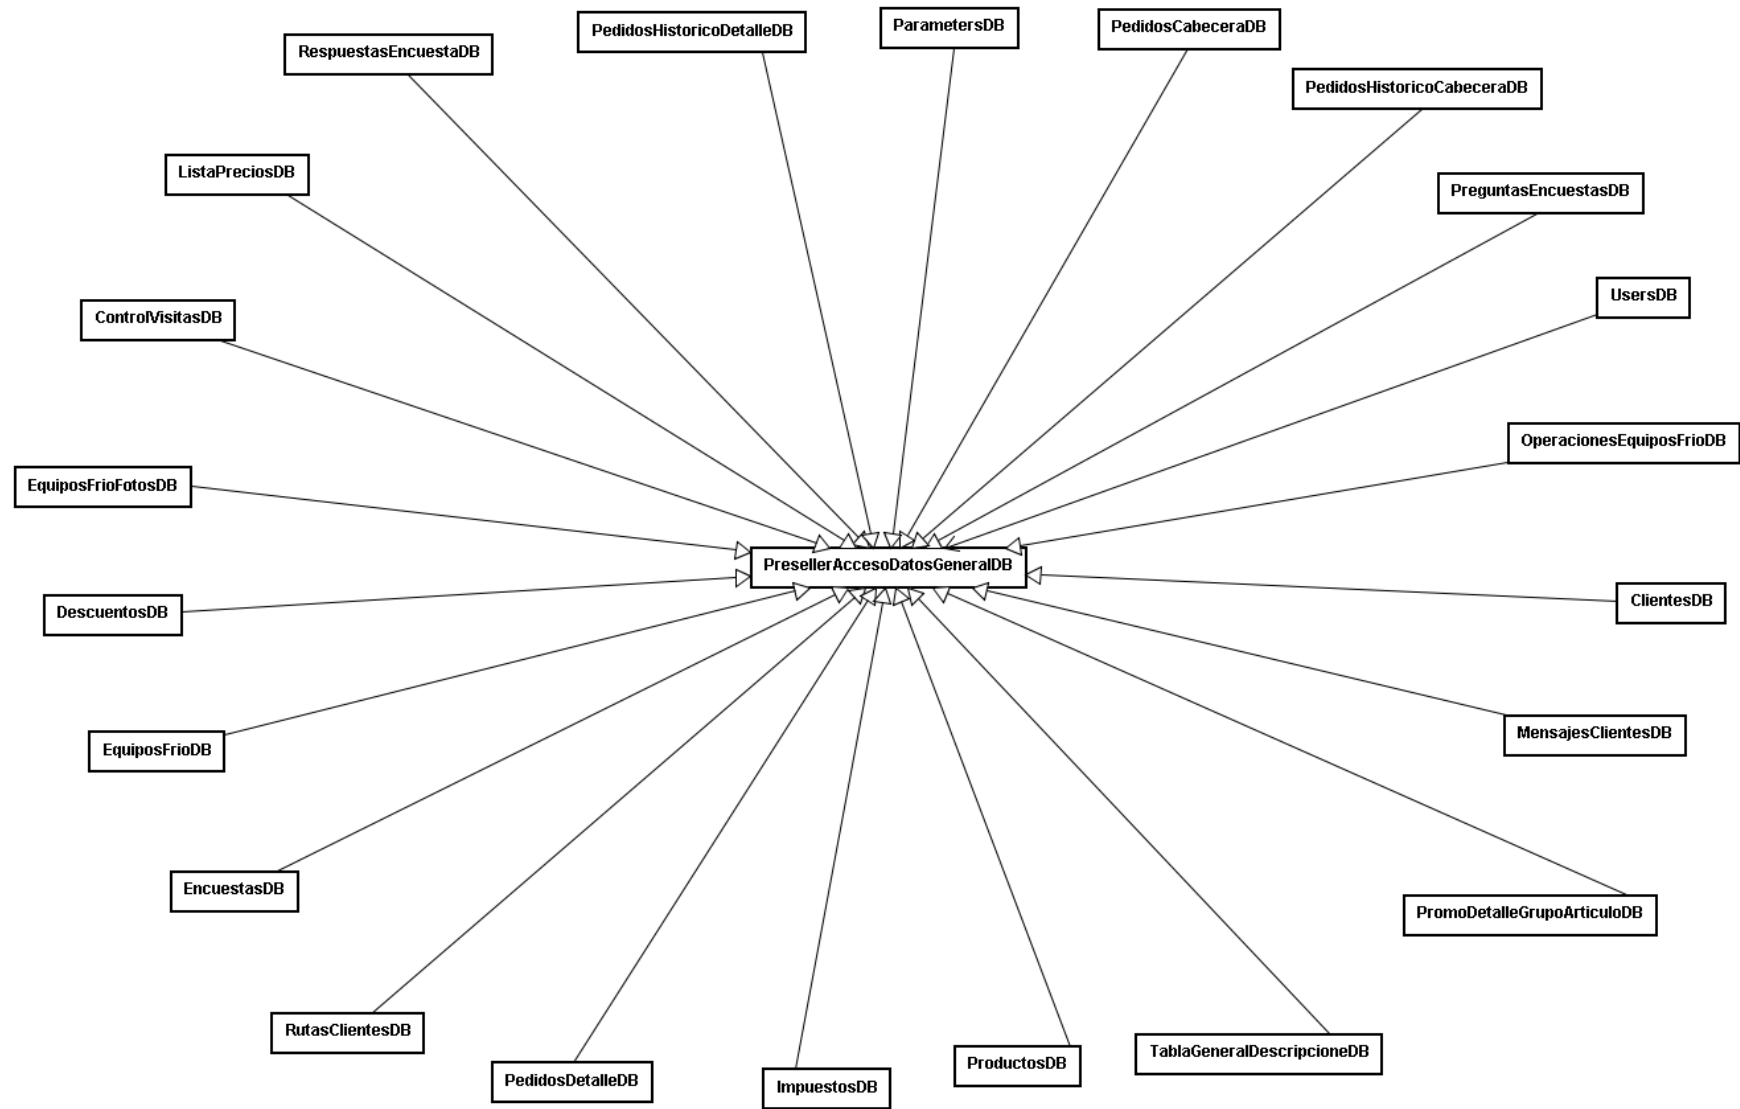 PedidosHistoricoDetalleDB
ParametersDB
PedidosCabeceraDB
RespuestasEncuestaDB
PedidosHistoricoCabeceraDB
ListaPreciosDB
PreguntasEncuestasDB
UsersDB
ControlVisitasDB
OperacionesEquiposFrioDB
EquiposFrioFotosDB
PresellerAccesoDatosGeneralDB
DescuentosDB
ClientesDB
EquiposFrioDB
MensajesClientesDB
EncuestasDB
PromoDetalleGrupoArticuloDB
RutasClientesDB
TablaGeneralDescripcioneDB
ProductosDB
PedidosDetalleDB
ImpuestosDB